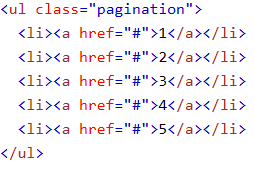 <ul class="pagination">
  <li><a href="#">1</a></li>
  <li><a href="#">2</a></li>
  <li><a href="#">3</a></li>
  <li><a href="#">4</a></li>
  <li><a href="#">5</a></li>
</ul>